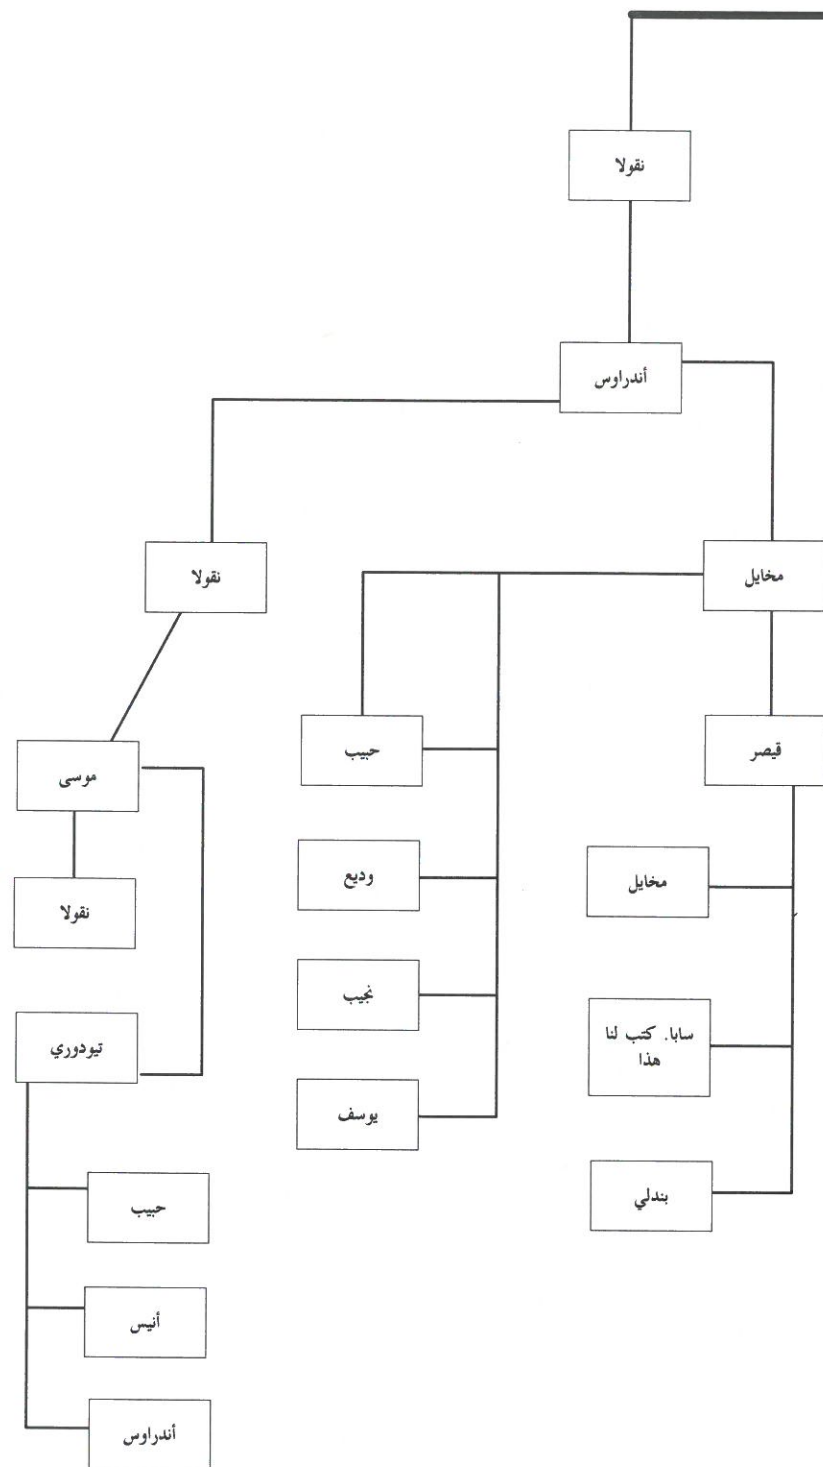 نقولا
أندراوس
مخايل
نقولا
قيصر
حبيب
موسى
مخايل
وديع
نقولا
نجيب
سابا. كتب لنا
هذا
تيودوري
يوسف
بندلي
حبيب
أنيس
أندراوس